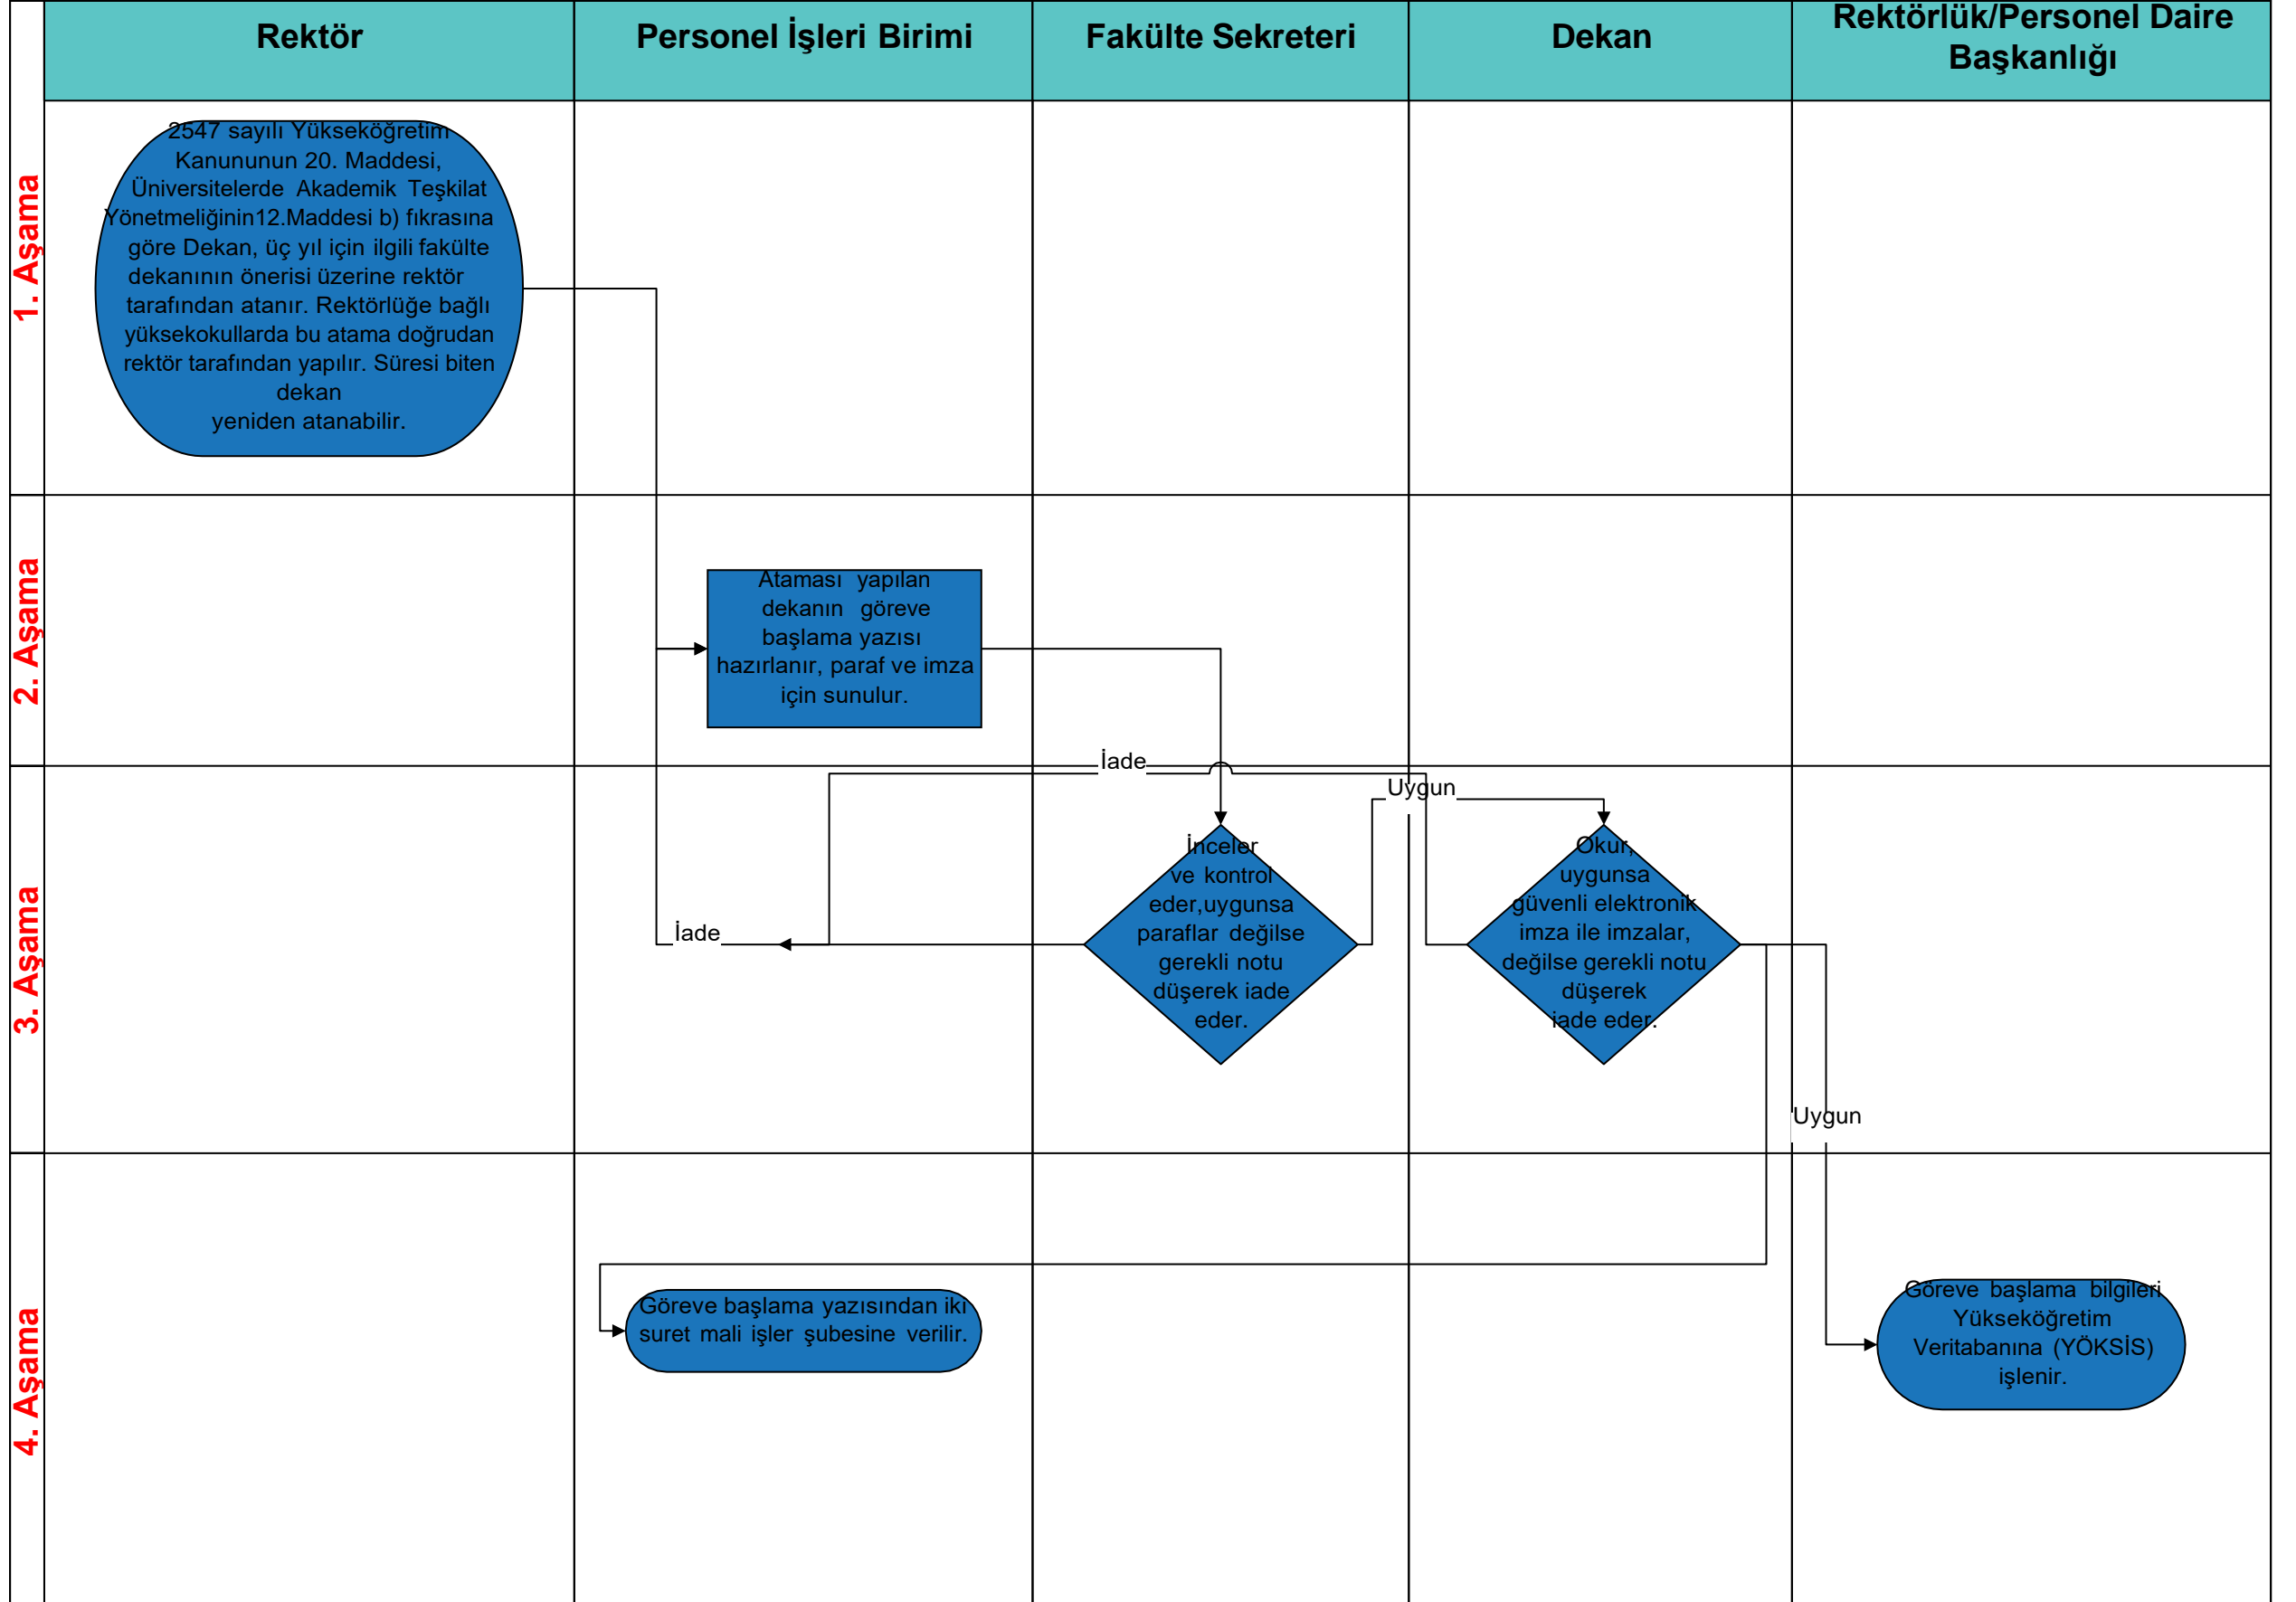 Rektör
Personel İşleri Birimi
Fakülte Sekreteri
Dekan
Rektörlük/Personel Daire
Başkanlığı
1. Aşama
2547 sayılı Yükseköğretim
Kanununun 20. Maddesi,
Üniversitelerde Akademik Teşkilat
Yönetmeliğinin12.Maddesi b) fıkrasına
göre Dekan, üç yıl için ilgili fakülte
dekanının önerisi üzerine rektör
tarafından atanır. Rektörlüğe bağlı
yüksekokullarda bu atama doğrudan
rektör tarafından yapılır. Süresi biten
dekan
yeniden atanabilir.
2. Aşama
Ataması yapılan
dekanın göreve
başlama yazısı
hazırlanır, paraf ve imza
için sunulur.
İade
Uygun
3. Aşama
İade
İnceler
ve kontrol
eder,uygunsa
paraflar değilse
gerekli notu
düşerek iade
eder.
Okur,
uygunsa
güvenli elektronik
imza ile imzalar,
değilse gerekli notu
düşerek
iade eder.
Uygun
4. Aşama
Göreve başlama yazısından iki
suret mali işler şubesine verilir.
Göreve başlama bilgileri
Yükseköğretim
Veritabanına (YÖKSİS)
işlenir.